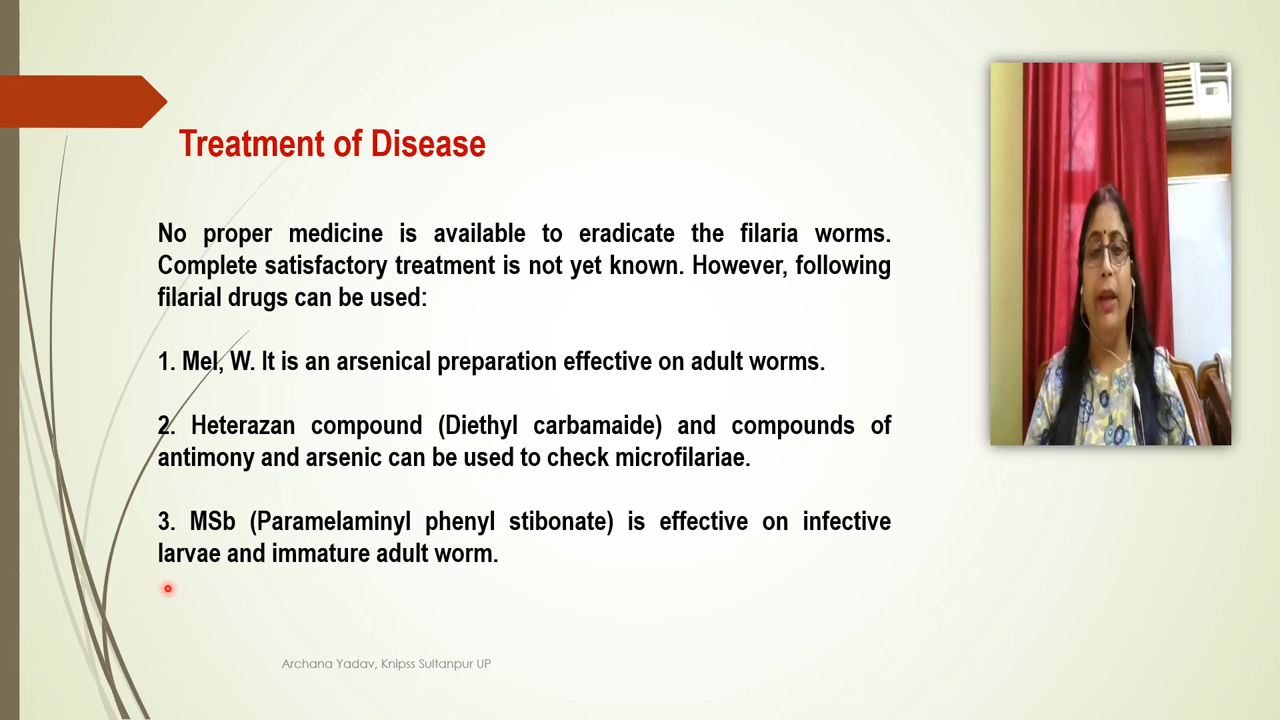 Treatment of Disease
No proper medicine is available to eradicate the filaria worms.
Complete satisfactory treatment is not yet known. However, following
filarial drugs can be used:
1. Mel, W. It is an arsenical preparation effective on adult worms.
2. Heterazan compound (Diethyl carbamaide) and compounds of
antimony and arsenic can be used to check microfilariae.
3. MSb (Paramelaminyl phenyl stibonate) is effective on infective
larvae and immature adult worm.
Archana Yadav, Knipss Sultanpur UP